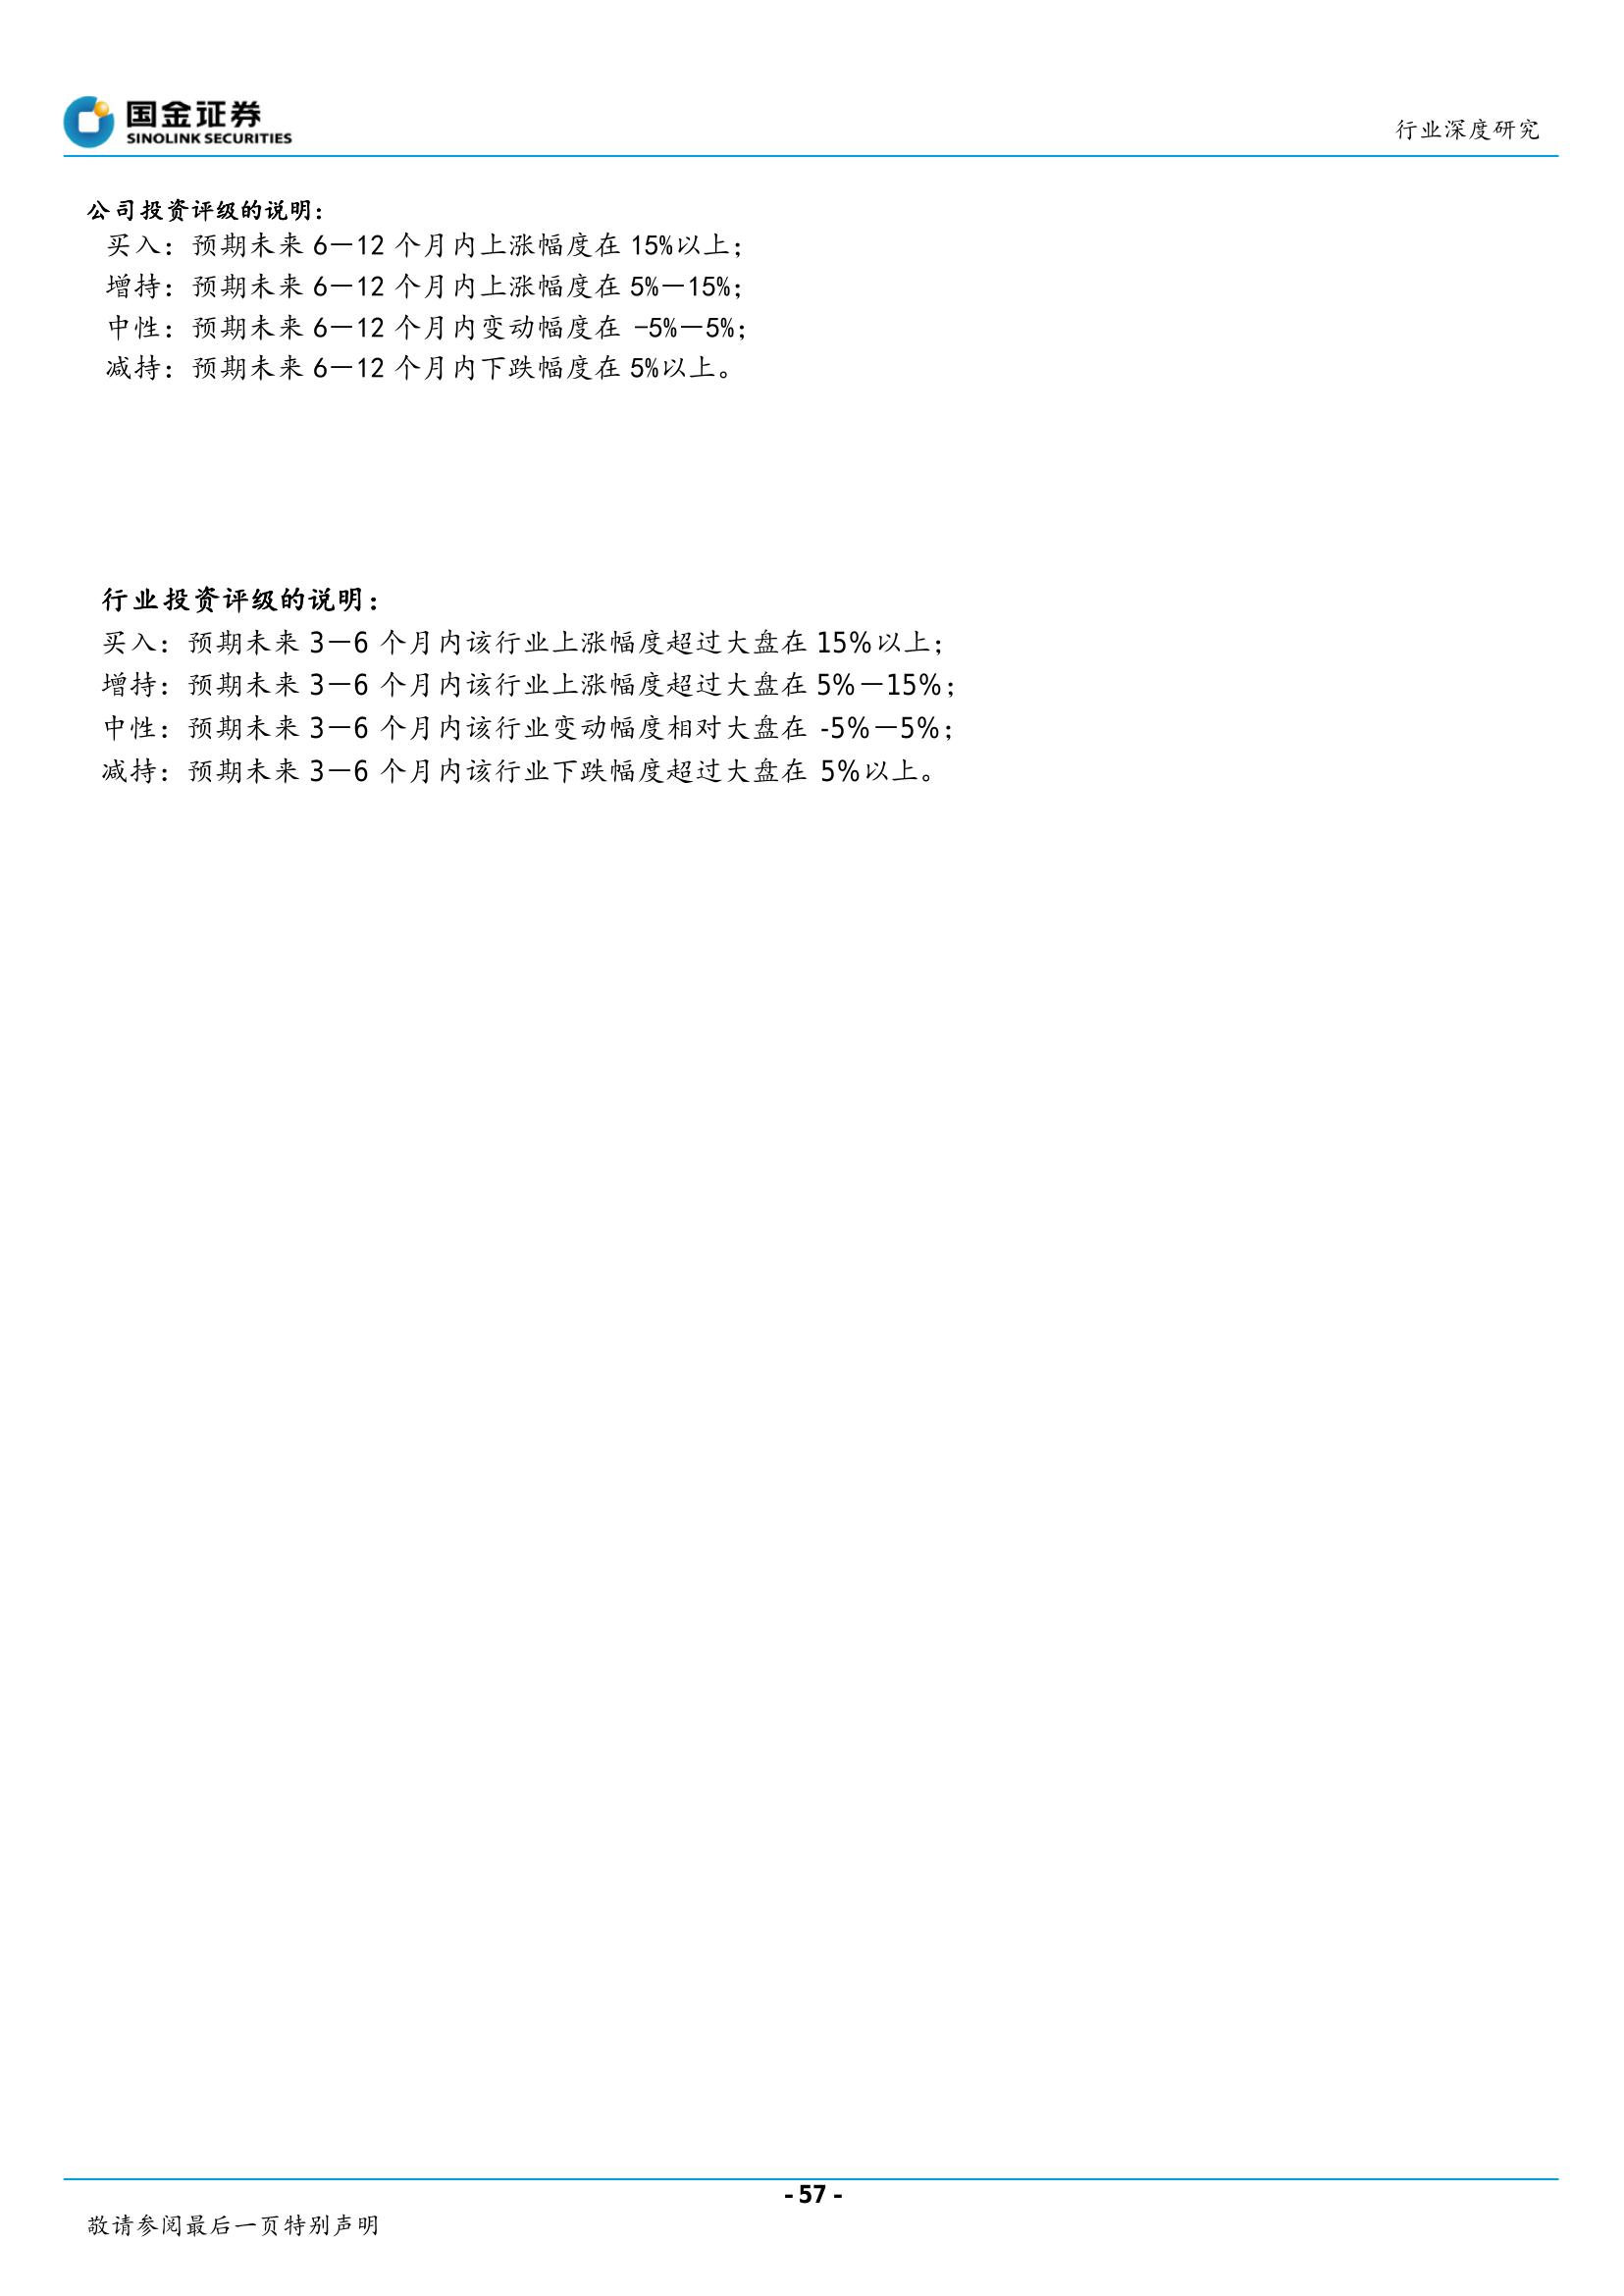 国金证券
SINOLINK SECURITIES
行业深度研究
公司投资评级的说明：
买入：预期未来 6－12 个月内上涨幅度在 15%以上；
增持：预期未来 6－12 个月内上涨幅度在 5%－15%；
中性：预期未来 6－12 个月内变动幅度在 -5%－5%；
减持：预期未来 6－12 个月内下跌幅度在 5%以上。
行业投资评级的说明：
买入：预期未来 3－6 个月内该行业上涨幅度超过大盘在 15%以上；
增持：预期未来 3－6 个月内该行业上涨幅度超过大盘在 5%－15%；
中性：预期未来 3－6 个月内该行业变动幅度相对大盘在 -5%－5%；
减持：预期未来 3－6 个月内该行业下跌幅度超过大盘在 5%以上。
- 57 -
敬请参阅最后一页特别声明